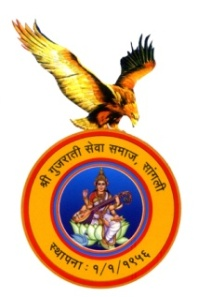 श्री गुजराती सेवा समाज, सांगली
स्थापना : १/१/१९५६